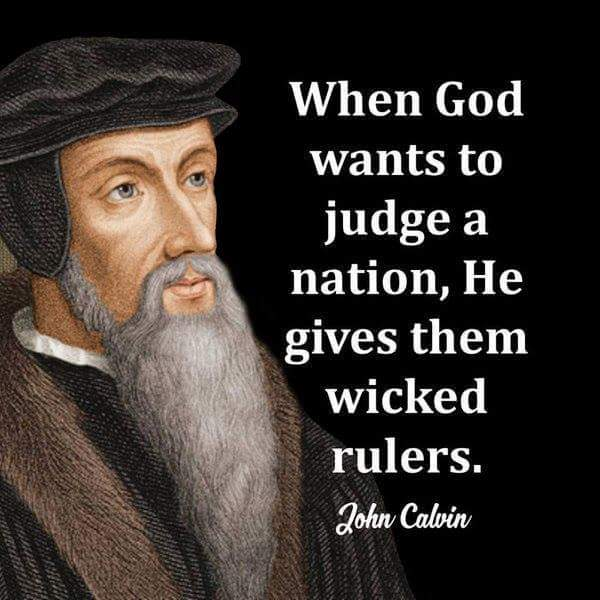 When God
wants to
judge a
nation, He
gives them
wicked
rulers.
John Calvin